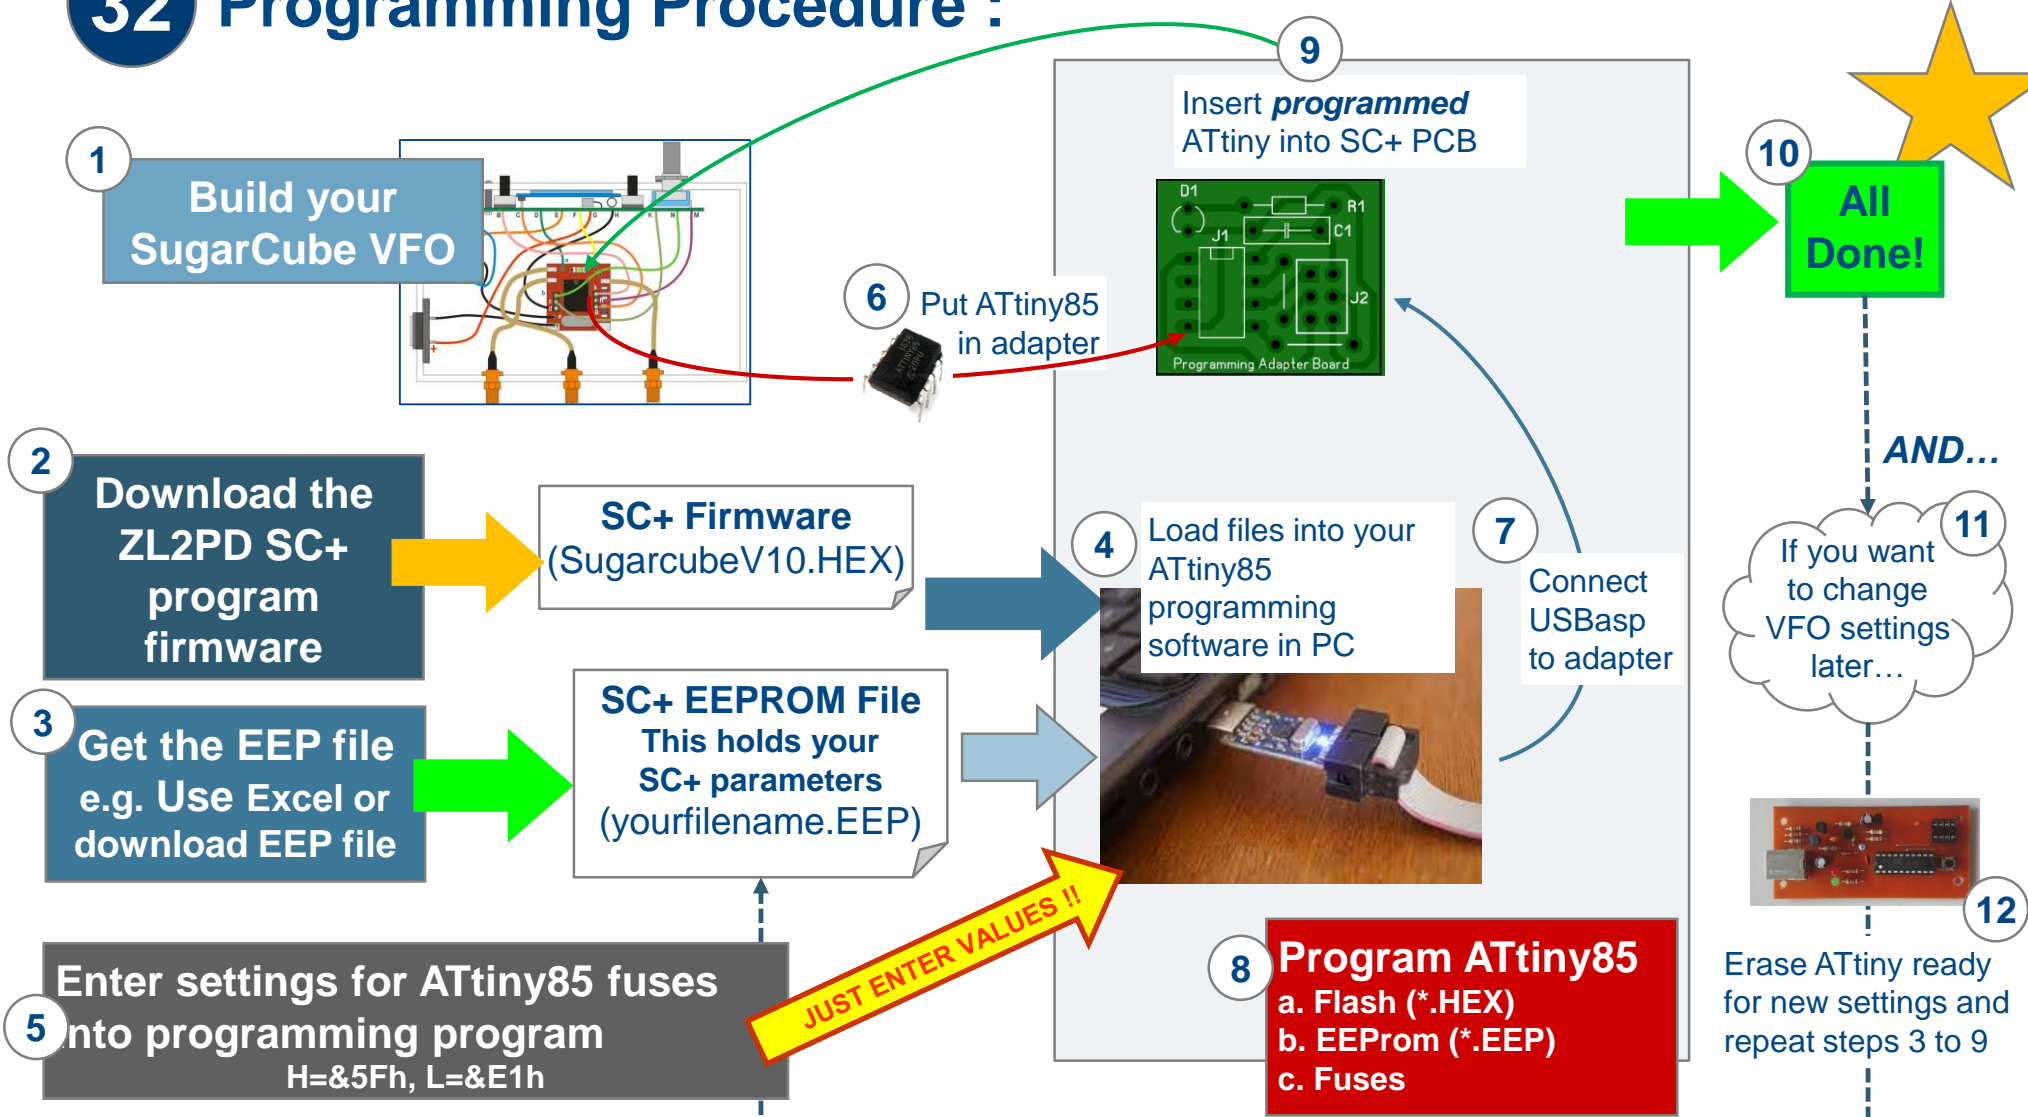 32 Programming Procedure :
1
Build your
SugarCube VFO
2
Download the
ZL2PD SC+
program
firmware
SC+ Firmware
(SugarcubeV10.HEX)
3
Get the EEP file
e.g. Use Excel or
download EEP file
SC+ EEPROM File
This holds your
SC+ parameters
(yourfilename.EEP)
4
Load files into your
ATtiny85
programming
software in PC
5
Enter settings for ATtiny85 fuses
into programming program
H=&5Fh, L=&E1h
JUST ENTER VALUES !!
6
Put ATtiny85
in adapter
7
Connect
USBasp
to adapter
8
Program ATtiny85
a. Flash (*.HEX)
b. EEProm (*.EEP)
c. Fuses
9
Insert programmed
ATtiny into SC+ PCB
D1
R1
J1
C1
J2
Programming Adapter Board
10
All
Done!
AND...
11
If you want
to change
VFO settings
later...
12
Erase ATtiny ready
for new settings and
repeat steps 3 to 9